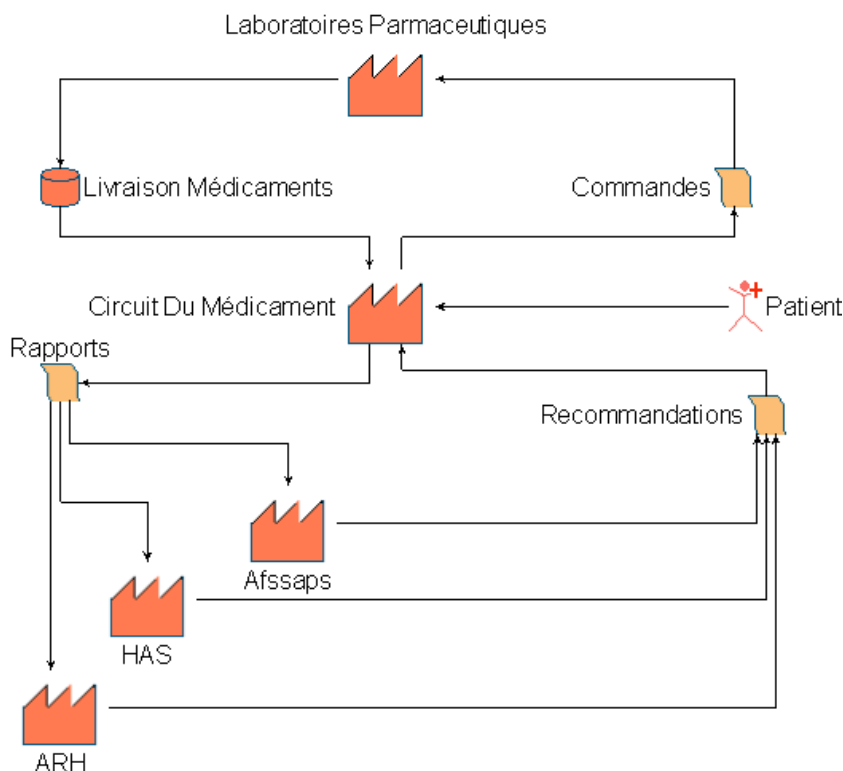 Laboratoires Parmaceutiques
Livraison Médicaments
Commandes
Circuit Du Médicament
Patient
Rapports
Recommandations
Afssaps
HAS
ARH